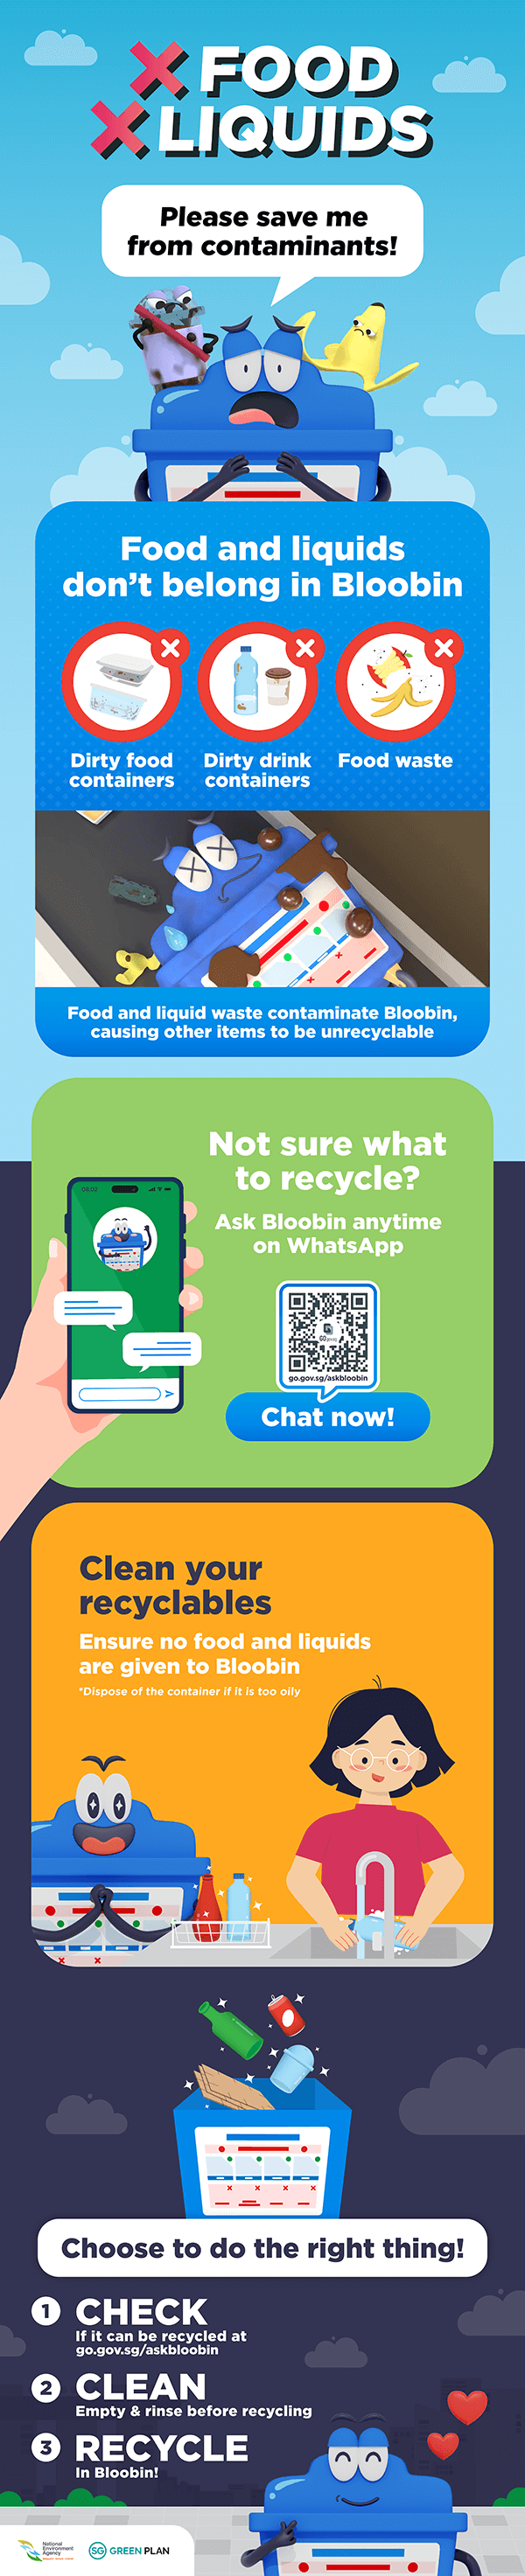 FOOD
LIQUIDS
Please save me
from contaminants!
Food and liquids
don't belong in Bloobin
Dirty food
containers
Dirty drink
containers
Food waste
Food and liquid waste contaminate Bloobin,
causing other items to be unrecyclable
Not sure what
to recycle?
Ask Bloobin anytime
on WhatsApp
08:02
go.gov.sg/askbloobin
Chat now!
Clean your
recyclables
Ensure no food and liquids
are given to Bloobin
*Dispose of the container if it is too oily
Choose to do the right thing!
1 CHECK
If it can be recycled at
go.gov.sg/askbloobin
2 CLEAN
Empty & rinse before recycling
3 RECYCLE
In Bloobin!
National
Environment
Agency
SG GREEN PLAN